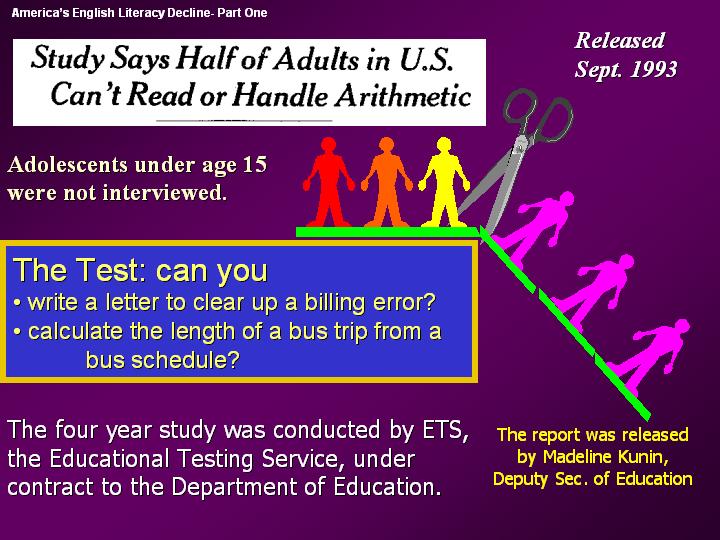 America's English Literacy Decline- Part One
Released
Sept. 1993
Study Says Half of Adults in U.S.
Can't Read or Handle Arithmetic
Adolescents under age 15
were not interviewed.
The Test: can you
• write a letter to clear up a billing error?
• calculate the length of a bus trip from a
bus schedule?
The four year study was conducted by ETS,
the Educational Testing Service, under
contract to the Department of Education.
The report was released
by Madeline Kunin,
Deputy Sec. of Education